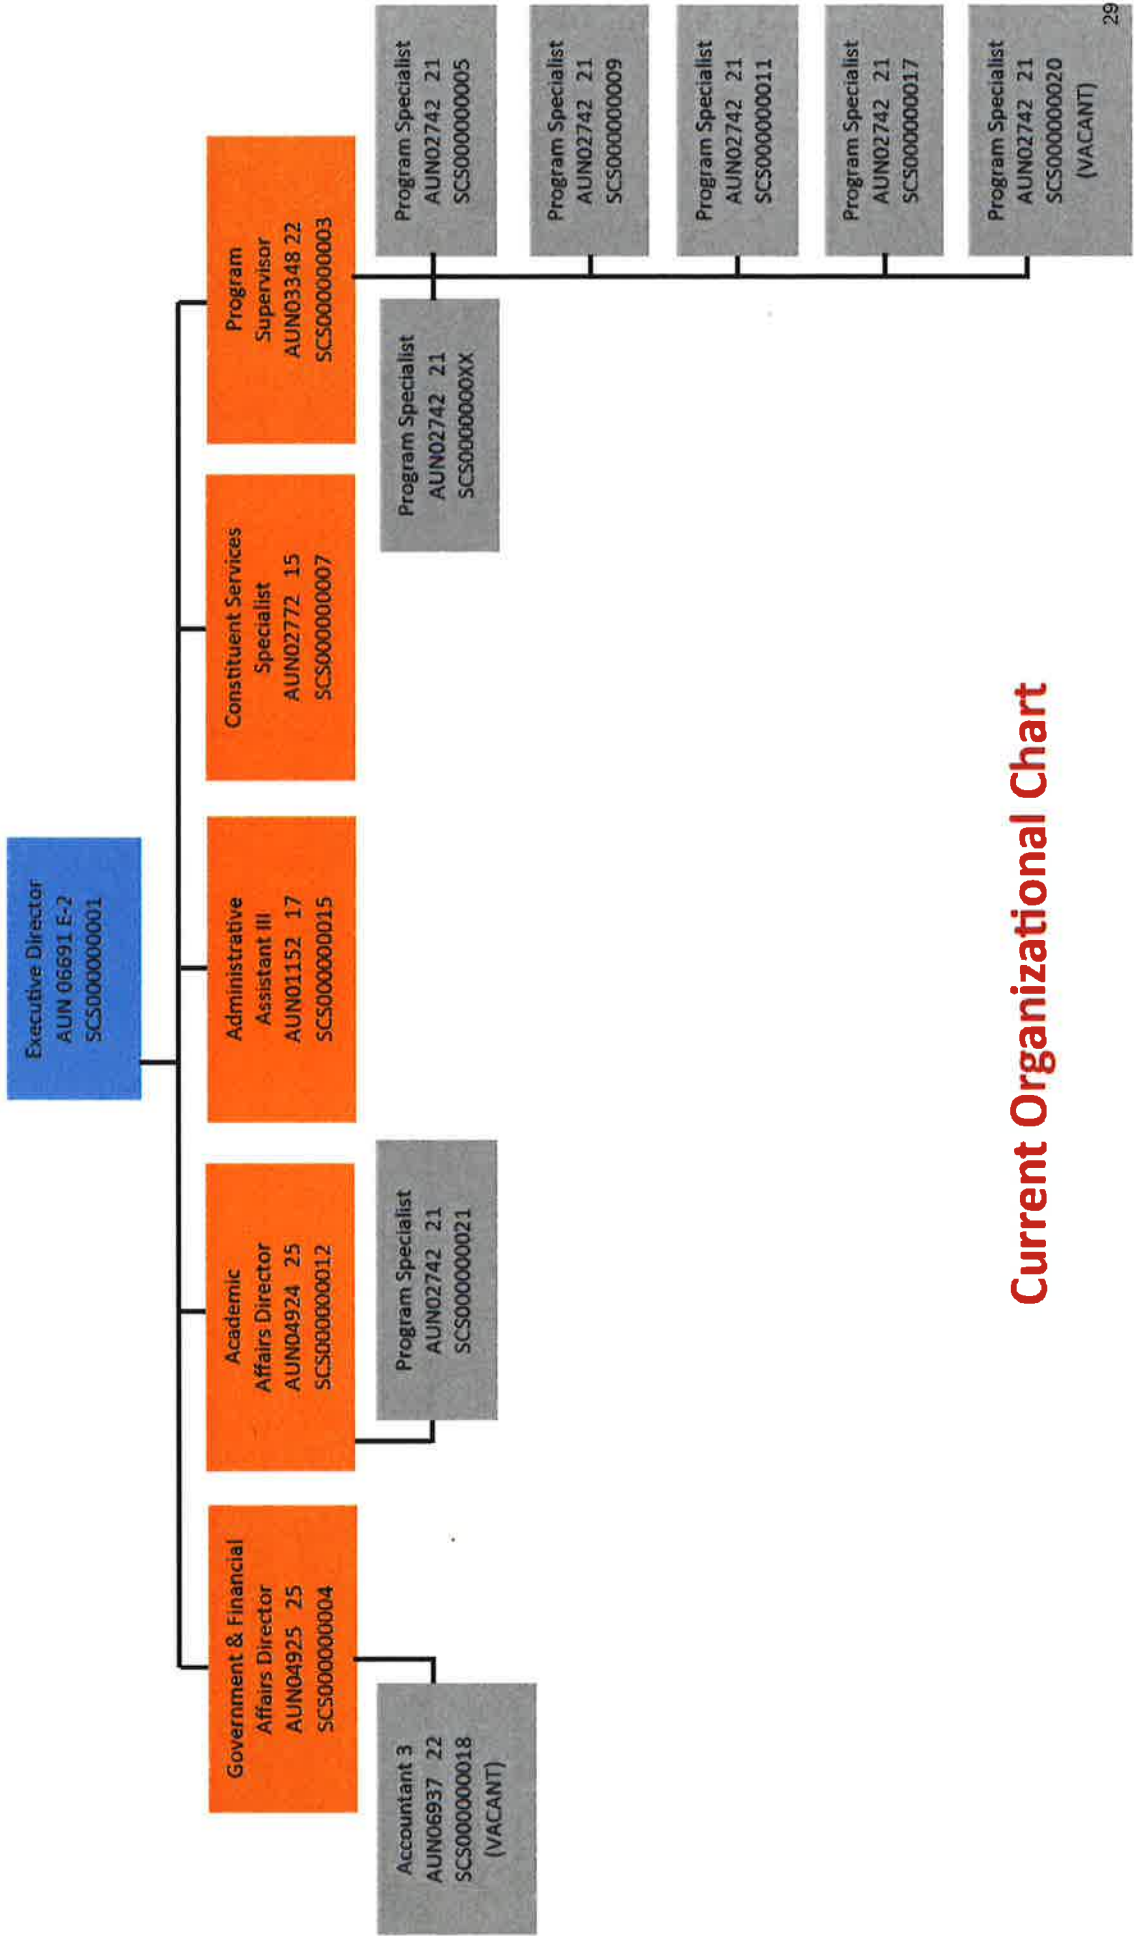 Executive Director
AUN 06691 E-2
SCS000000001
Government & Financial
Affairs Director
AUN04925 25
SCS000000004
Academic
Affairs Director
AUN04924 25
SCS000000012
Administrative
Assistant III
AUN01152 17
SCS000000015
Constituent Services
Specialist
AUN02772 15
SCS000000007
Program
Supervisor
AUN03348 22
SCS000000003
Accountant 3
AUN06937 22
SCS000000018
(VACANT)
Program Specialist
AUN02742 21
SCS000000021
Program Specialist
AUN02742 21
SCS0000000XX
Program Specialist
AUN02742 21
SCS000000005
Program Specialist
AUN02742 21
SCS000000009
Program Specialist
AUN02742 21
SCS000000011
Program Specialist
AUN02742 21
SCS000000017
Program Specialist
AUN02742 21
SCS000000020
(VACANT)
Current Organizational Chart
29